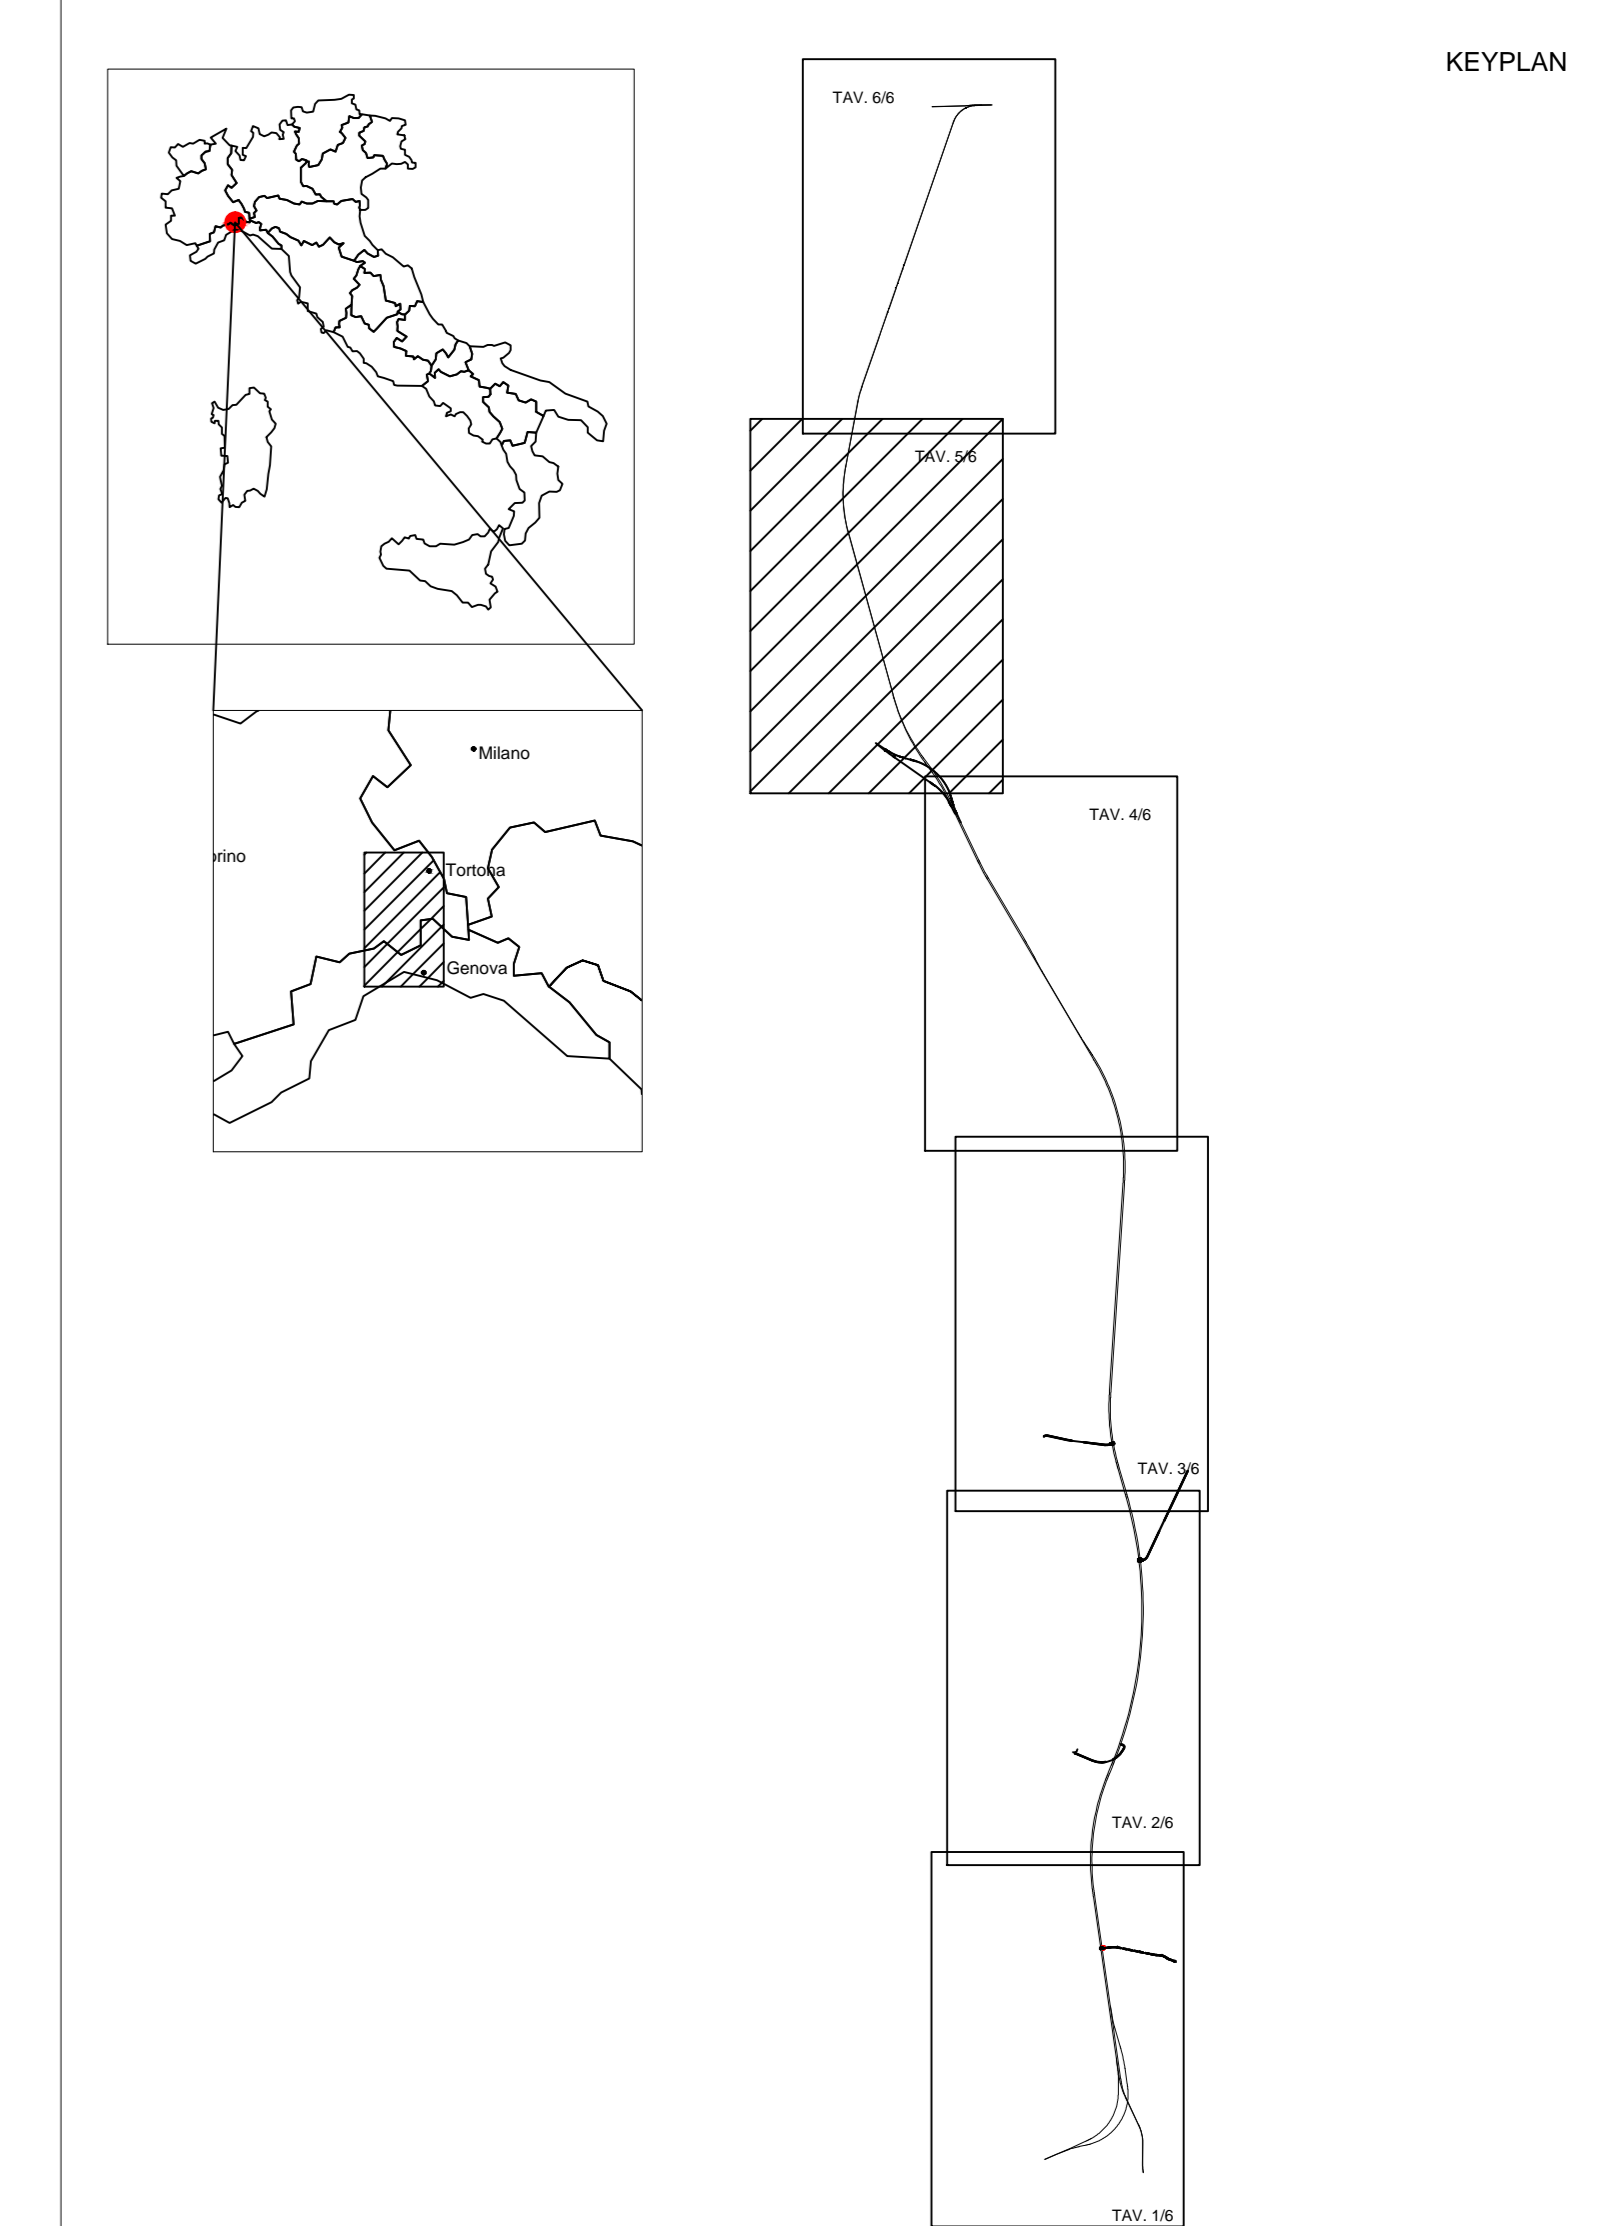 KEYPLAN
TAV. 6/6
TAV. 5/6
Milano
TAV. 4/6
orino
Tortona
Genova
TAV. 3/6
TAV. 2/6
TAV. 1/6